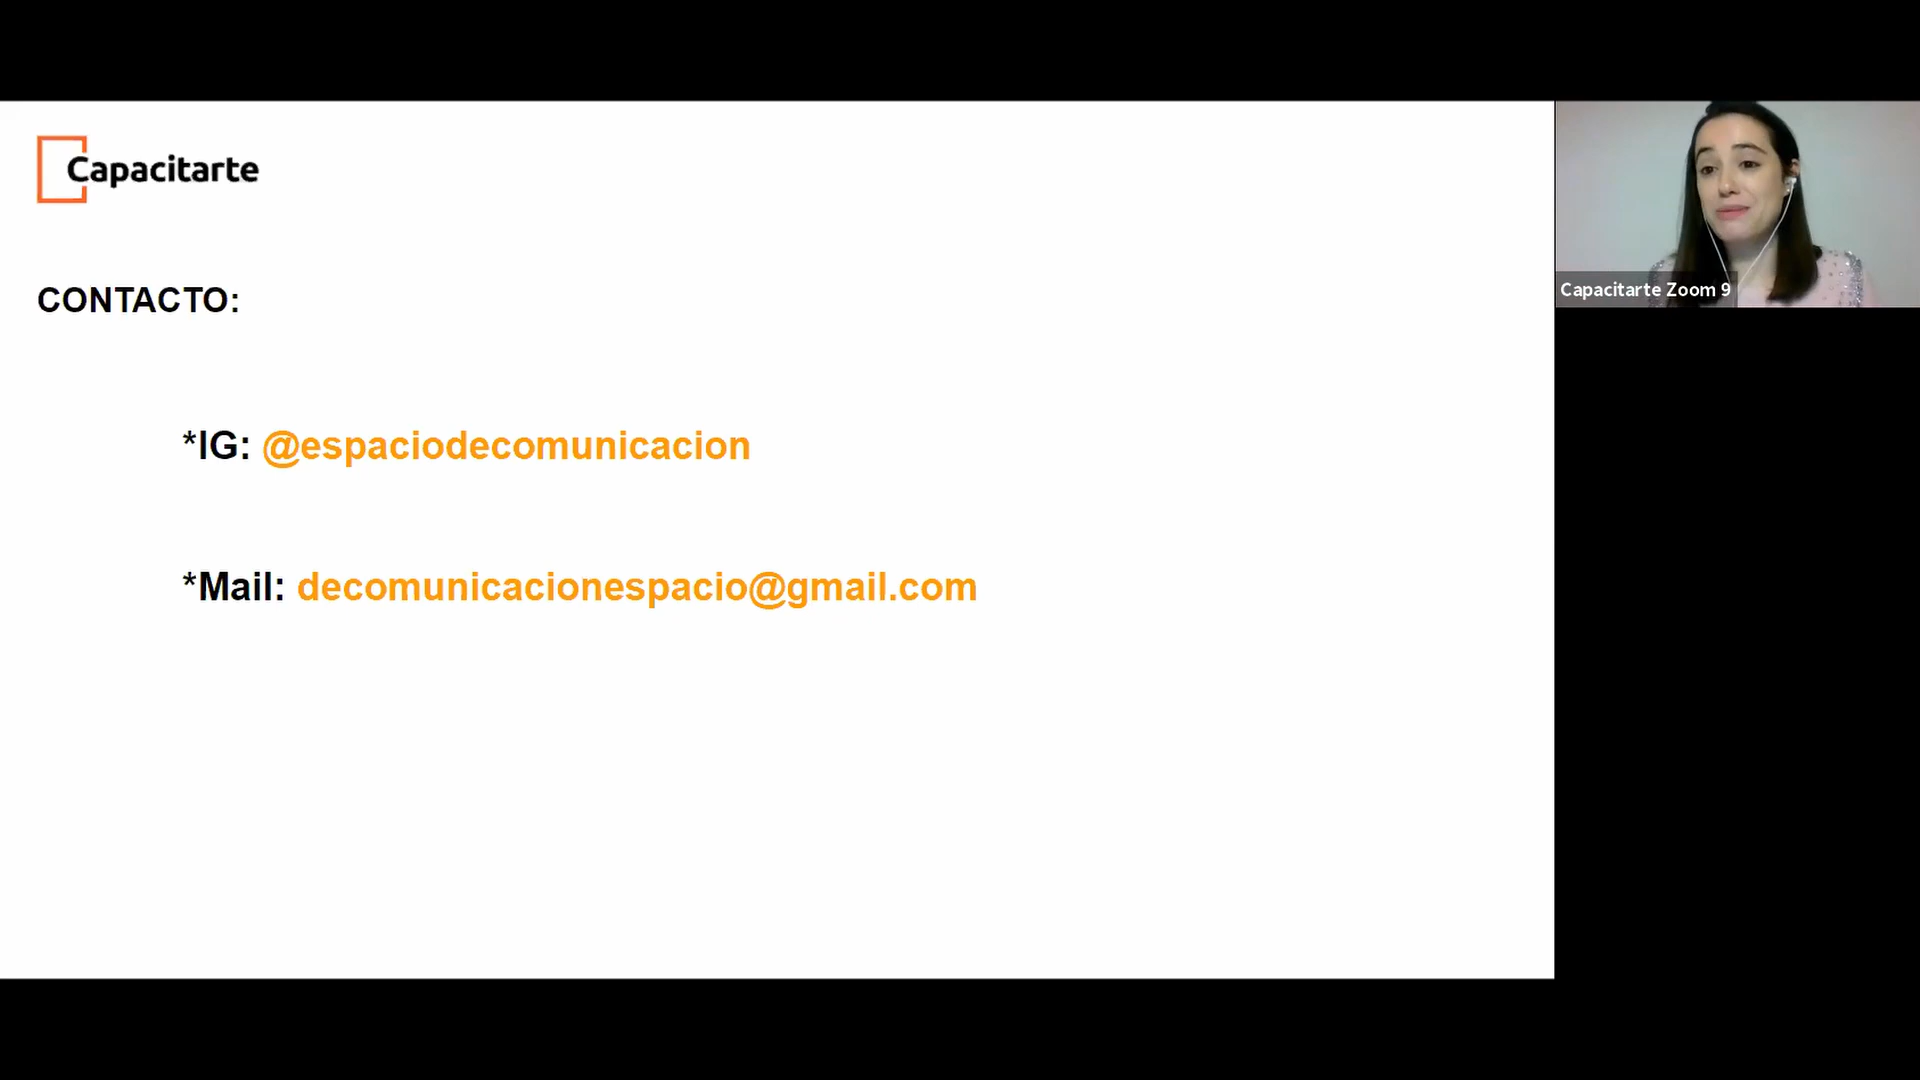 Capacitarte
CONTACTO:
*IG: @espaciodecomunicacion
*Mail: decomunicacionespacio@gmail.com
Capacitarte Zoom 9